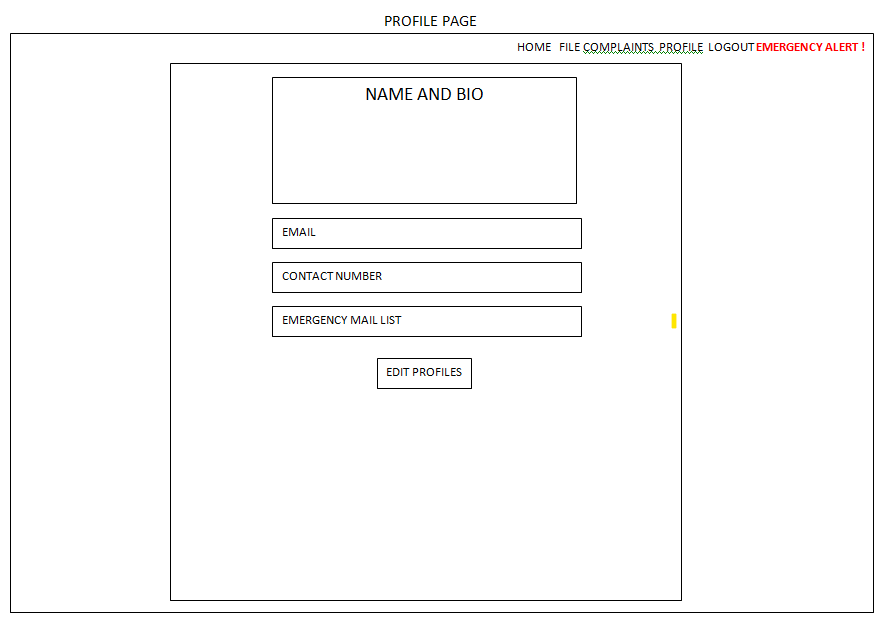 PROFILE PAGE
HOME FILE COMPLAINTS PROFILE LOGOUT EMERGENCY ALERT !
NAME AND BIO
EMAIL
CONTACT NUMBER
EMERGENCY MAIL LIST
EDIT PROFILES